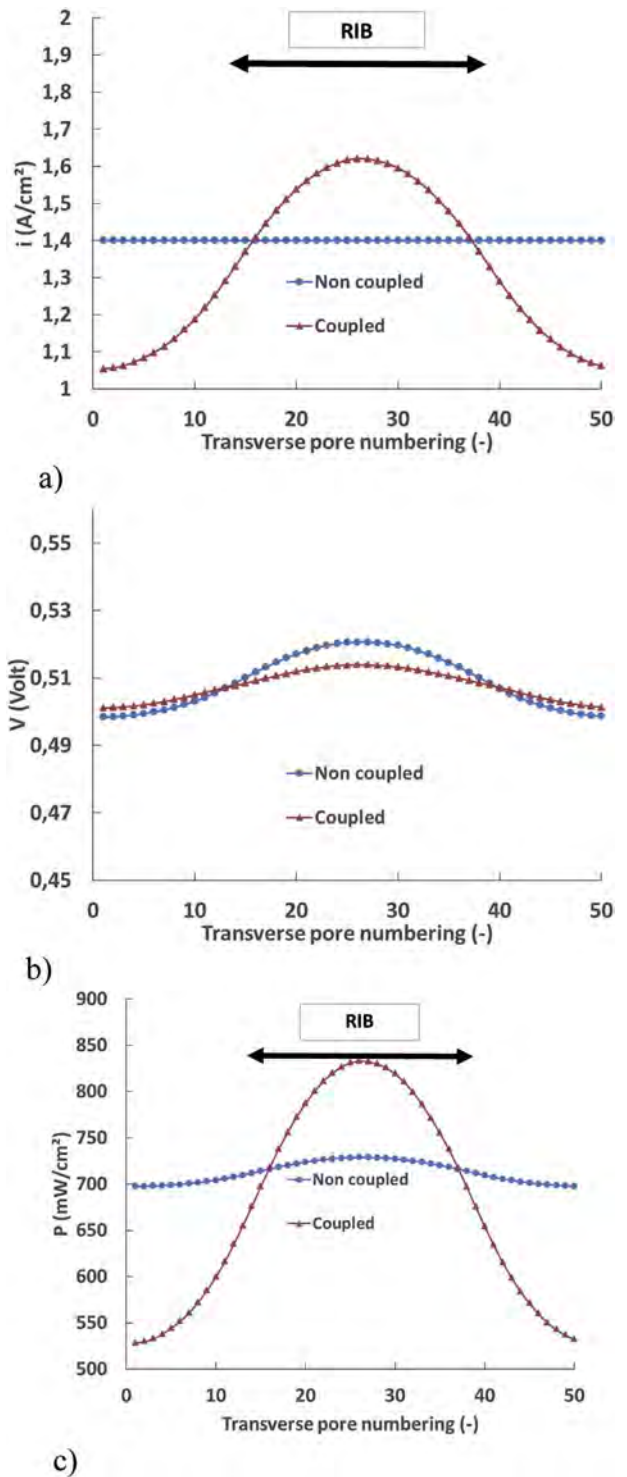 RIB
2
1,9
1,8
1,7
1,6
1,5
1,4
1,3
1,2
1,1
1
i (A/cm²)
Non coupled
Coupled
0 10 20 30 40 50
Transverse pore numbering (-)
a)
0,55
0,53
0,51
0,49
0,47
0,45
V (Volt)
Non coupled
Coupled
0 10 20 30 40 50
Transverse pore numbering (-)
b)
RIB
900
850
800
750
700
650
600
550
500
P (mW/cm²)
Non coupled
Coupled
0 10 20 30 40 50
Transverse pore numbering (-)
c)